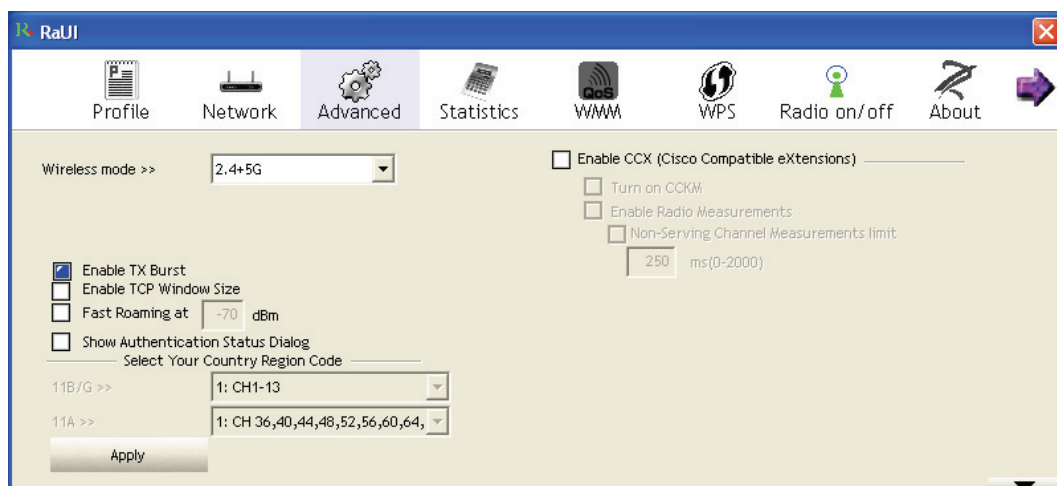 RaUI
Profile Network Advanced Statistics WMM WPS Radio on/off About
QoS
Wireless mode >> 2.4+5G
Enable TX Burst
Enable TCP Window Size
Fast Roaming at -70 dBm
Show Authentication Status Dialog
Select Your Country Region Code
11B/G >> 1: CH1-13
11A >> 1: CH 36,40,44,48,52,56,60,64,
Apply
Enable CCX (Cisco Compatible eXtensions)
Turn on CCKM
Enable Radio Measurements
Non-Serving Channel Measurements limit
250 ms(0-2000)